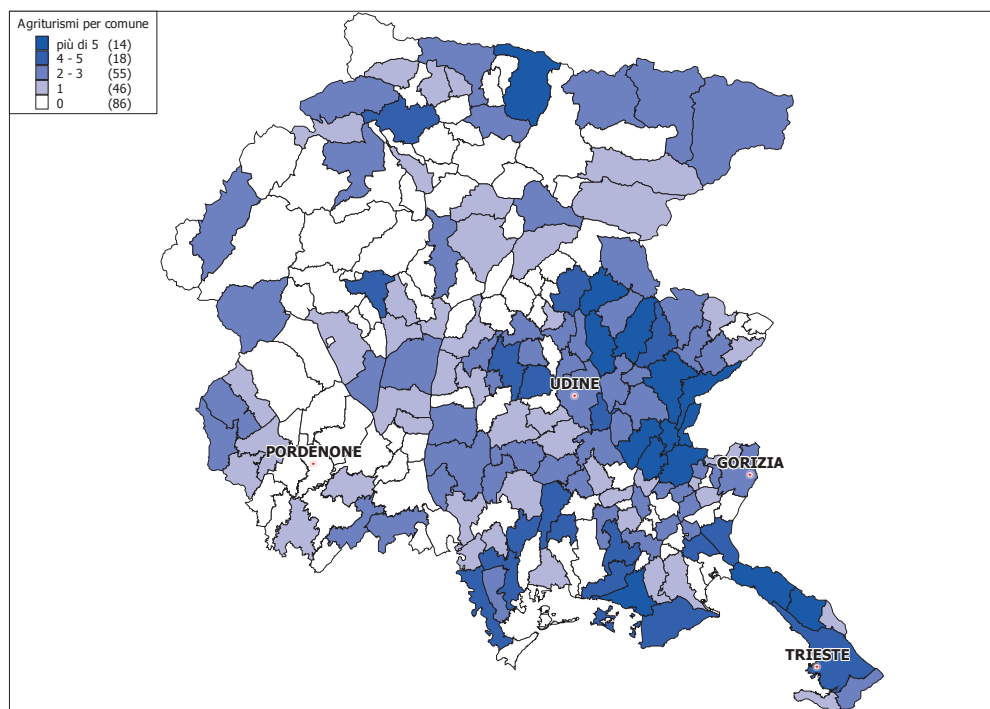 Agriturismi per comune
più di 5 (14)
4 - 5 (18)
2 - 3 (55)
1 (46)
0 (86)
UDINE
PORDENONE
GORIZIA
TRIESTE